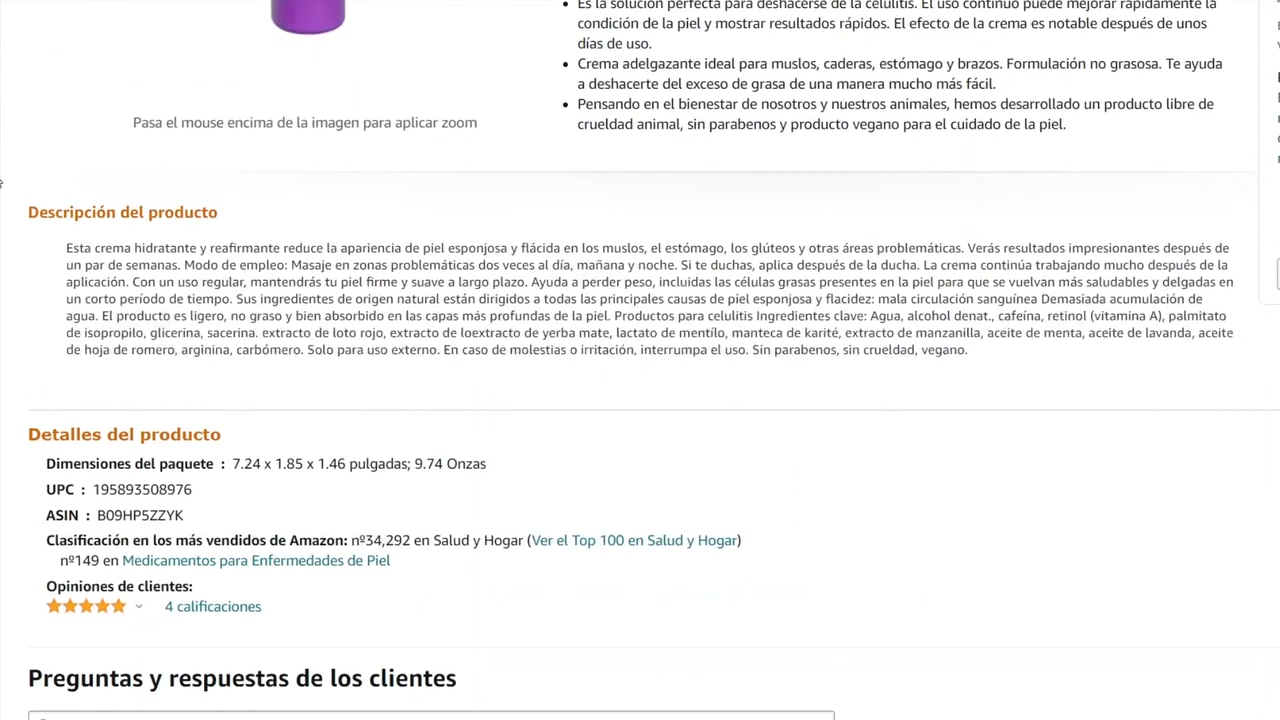 Es la solución perfecta para deshacerse de la celulitis. El uso continuo puede mejorar rápidamente la
condición de la piel y mostrar resultados rápidos. El efecto de la crema es notable después de unos
días de uso.
Crema adelgazante ideal para muslos, caderas, estómago y brazos. Formulación no grasosa. Te ayuda
a deshacerte del exceso de grasa de una manera mucho más fácil.
Pensando en el bienestar de nosotros y nuestros animales, hemos desarrollado un producto libre de
crueldad animal, sin parabenos y producto vegano para el cuidado de la piel.
Pasa el mouse encima de la imagen para aplicar zoom
Descripción del producto
Esta crema hidratante y reafirmante reduce la apariencia de piel esponjosa y flácida en los muslos, el estómago, los glúteos y otras áreas problemáticas. Verás resultados impresionantes después de
un par de semanas. Modo de empleo: Masaje en zonas problemáticas dos veces al día, mañana y noche. Si te duchas, aplica después de la ducha. La crema continúa trabajando mucho después de la
aplicación. Con un uso regular, mantendrás tu piel firme y suave a largo plazo. Ayuda a perder peso, incluidas las células grasas presentes en la piel para que se vuelvan más saludables y delgadas en
un corto período de tiempo. Sus ingredientes de origen natural están dirigidos a todas las principales causas de piel esponjosa y flacidez: mala circulación sanguínea Demasiada acumulación de
agua. El producto es ligero, no graso y bien absorbido en las capas más profundas de la piel. Productos para celulitis Ingredientes clave: Agua, alcohol denat., cafeína, retinol (vitamina A), palmitato
de isopropilo, glicerina, sacerina. extracto de loto rojo, extracto de loextracto de yerba mate, lactato de mentílo, manteca de karité, extracto de manzanilla, aceite de menta, aceite de lavanda, aceite
de hoja de romero, arginina, carbómero. Solo para uso externo. En caso de molestias o irritación, interrumpa el uso. Sin parabenos, sin crueldad, vegano.
Detalles del producto
Dimensiones del paquete : 7.24 x 1.85 x 1.46 pulgadas; 9.74 Onzas
UPC : 195893508976
ASIN : B09HP5ZZYK
Clasificación en los más vendidos de Amazon: nº34,292 en Salud y Hogar (Ver el Top 100 en Salud y Hogar)
nº149 en Medicamentos para Enfermedades de Piel
Opiniones de clientes:
4 calificaciones
Preguntas y respuestas de los clientes